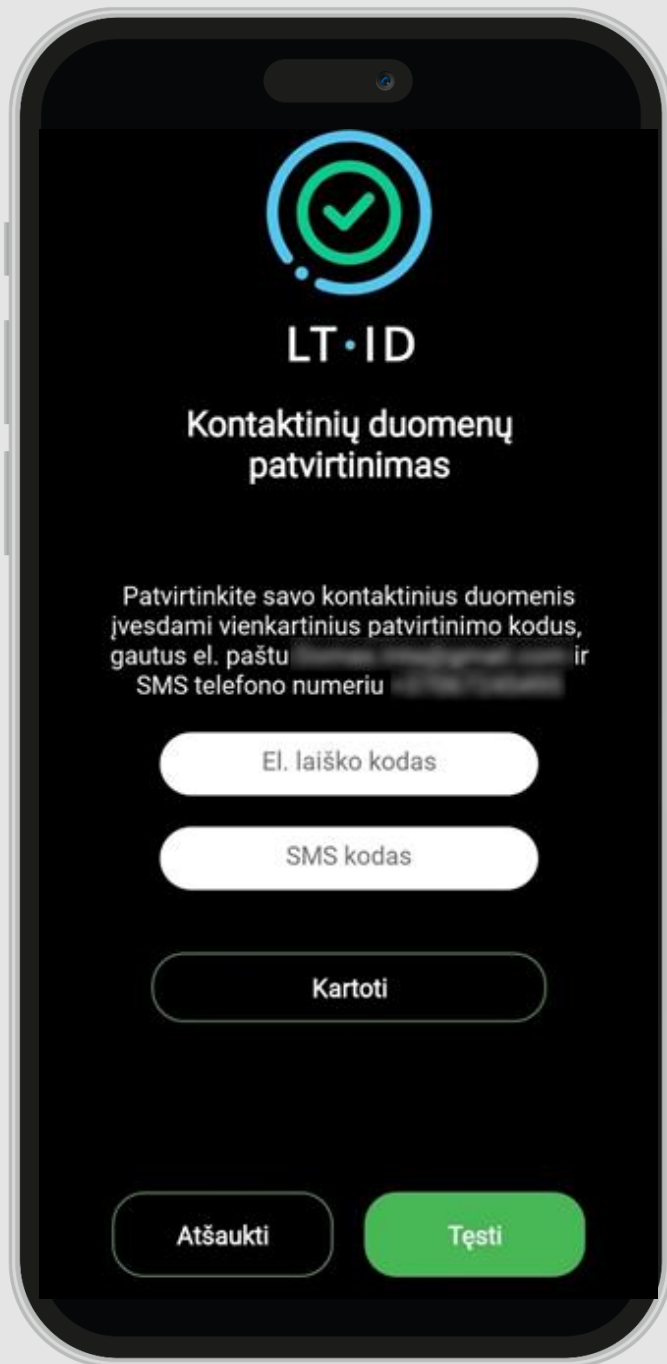 LT·ID
Kontaktinių duomenų
patvirtinimas
Patvirtinkite savo kontaktinius duomenis
įvesdami vienkartinius patvirtinimo kodus,
gautus el. paštu ir
SMS telefono numeriu
El. laiško kodas
SMS kodas
Kartoti
Atšaukti
Tęsti